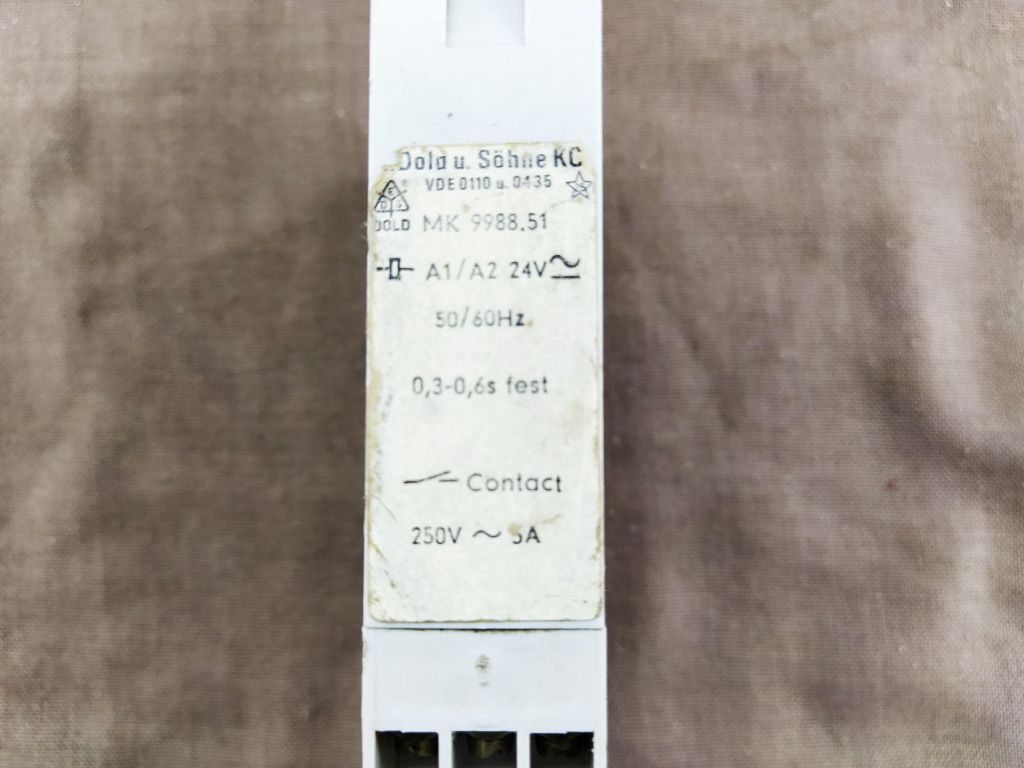 Dold u. Söhne KG
VDE 0110 u. 0435
DOLD MK 9988.51
A1/A2 24V
50/60Hz
0,3-0,6s fest
Contact
250V ~